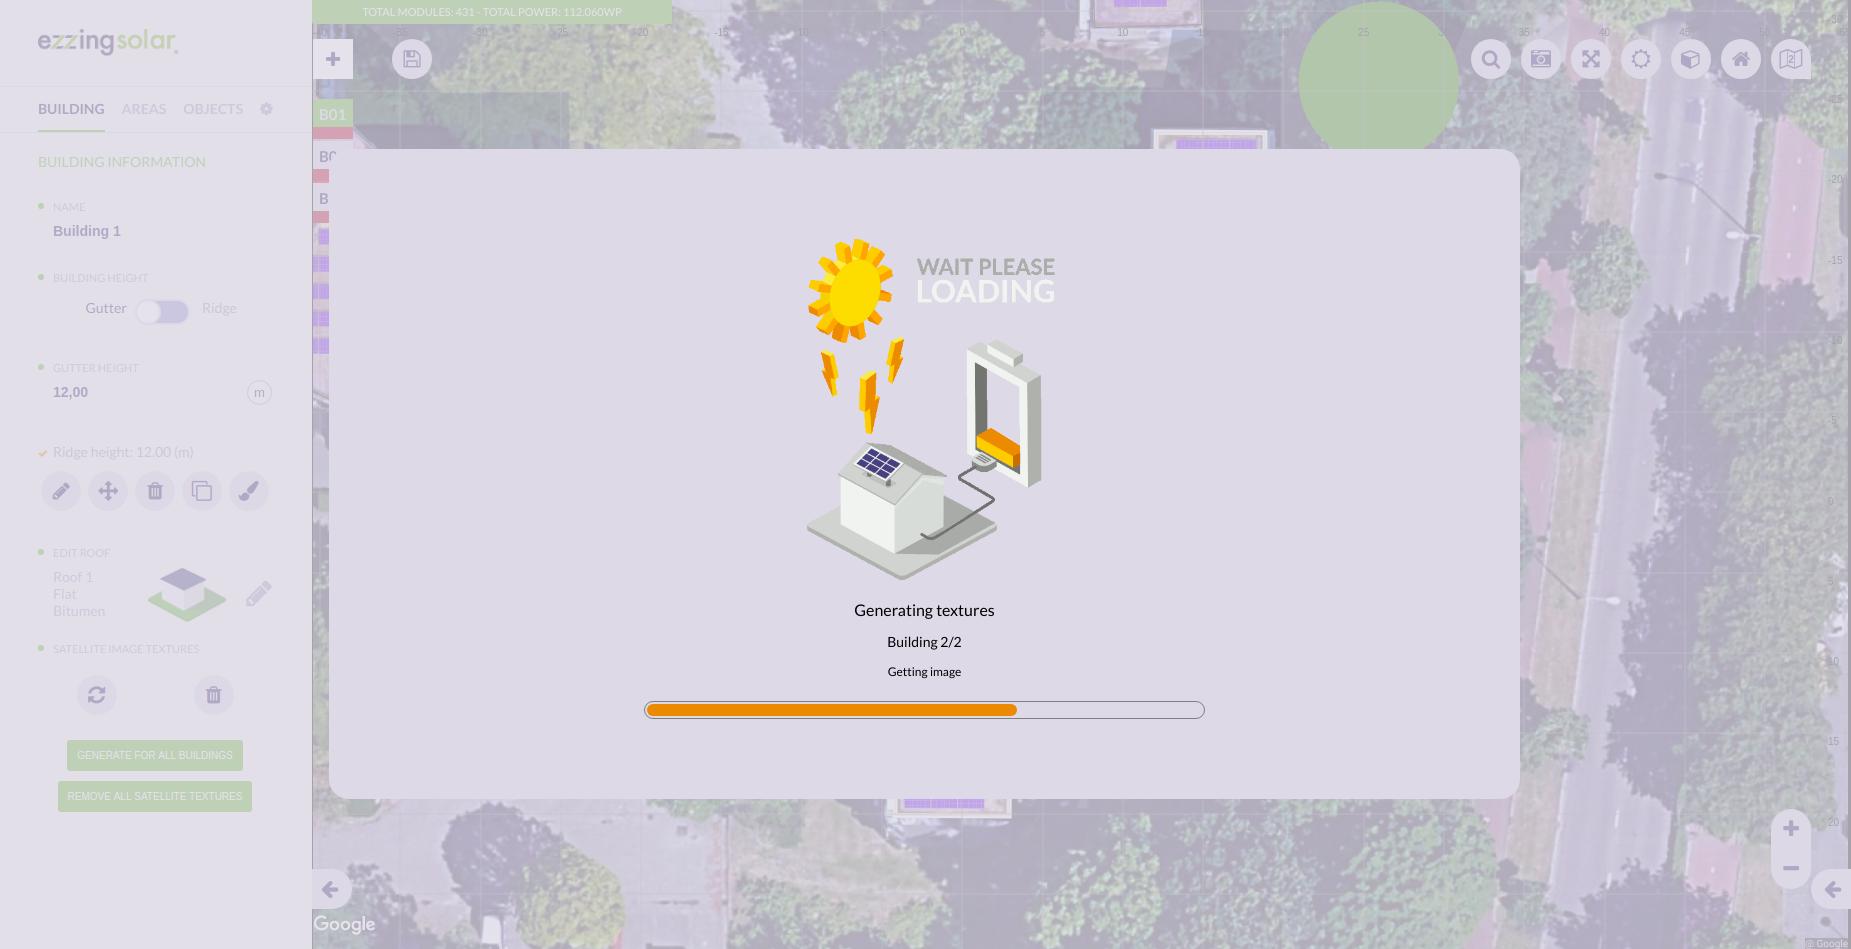 TOTAL MODULES: 431 - TOTAL POWER: 112.060WP
ezzingsolar.
BUILDING AREAS OBJECTS
B01
BUILDING INFORMATION
NAME
Building 1
BUILDING HEIGHT
Gutter Ridge
GUTTER HEIGHT
12,00 m
Ridge height: 12.00 (m)
EDIT ROOF
Roof 1
Flat
Bitumen
SATELLITE IMAGE TEXTURES
GENERATE FOR ALL BUILDINGS
REMOVE ALL SATELLITE TEXTURES
WAIT PLEASE
LOADING
Generating textures
Building 2/2
Getting image
Google
@ Google